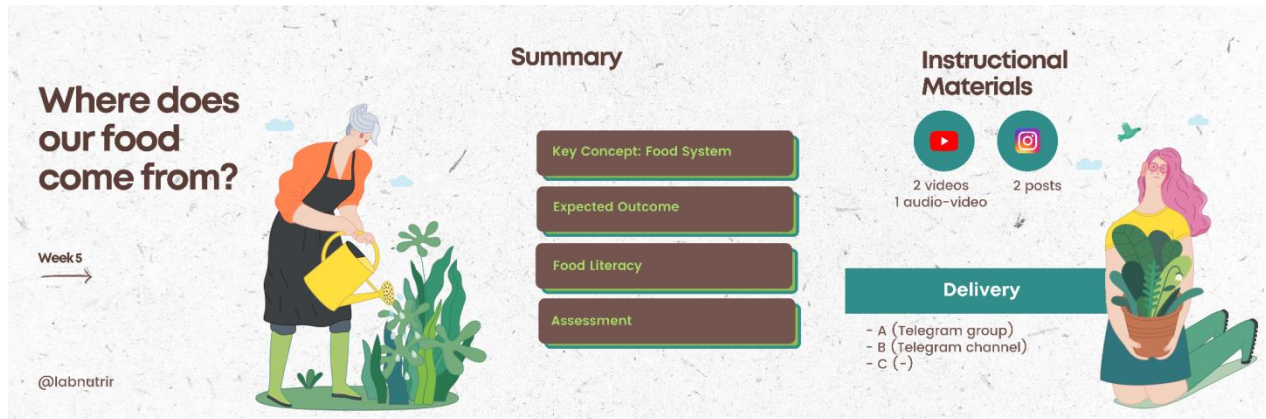 Where does
our food
come from?
Week 5
@labnutrir
Summary
Key Concept: Food System
Expected Outcome
Food Literacy
Assessment
Instructional
Materials
2 videos
1 audio-video
2 posts
Delivery
- A (Telegram group)
- B (Telegram channel)
- C (-)